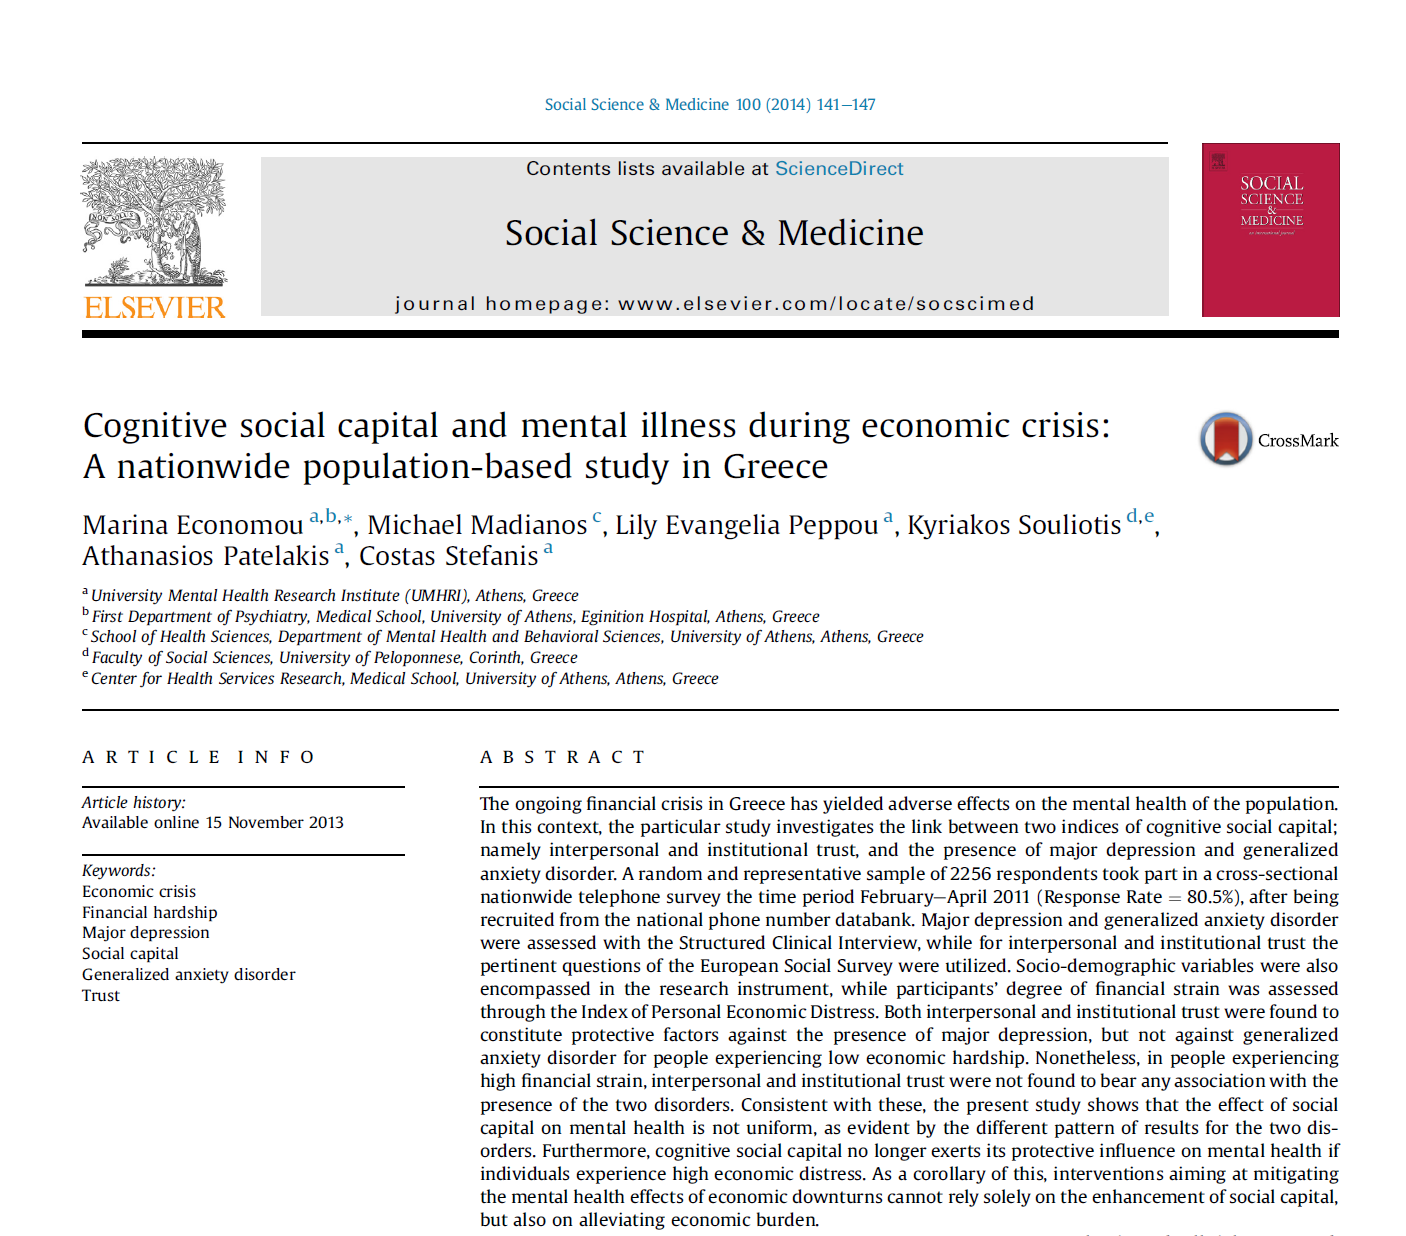 Social Science & Medicine 100 (2014) 141–147
Contents lists available at ScienceDirect
Social Science & Medicine
journal homepage: www.elsevier.com/locate/socscimed
ELSEVIER
SOCIAL
SCIENCE
&
MEDICINE
Cognitive social capital and mental illness during economic crisis:
A nationwide population-based study in Greece
CrossMark
Marina Economou a,b,*, Michael Madianos c, Lily Evangelia Peppou a, Kyriakos Souliotis d,e,
Athanasios Patelakis a, Costas Stefanis a
a University Mental Health Research Institute (UMHRI), Athens, Greece
b First Department of Psychiatry, Medical School, University of Athens, Eginition Hospital, Athens, Greece
c School of Health Sciences, Department of Mental Health and Behavioral Sciences, University of Athens, Athens, Greece
d Faculty of Social Sciences, University of Peloponnese, Corinth, Greece
e Center for Health Services Research, Medical School, University of Athens, Athens, Greece
ARTICLE INFO
Article history:
Available online 15 November 2013
Keywords:
Economic crisis
Financial hardship
Major depression
Social capital
Generalized anxiety disorder
Trust
ABSTRACT
The ongoing financial crisis in Greece has yielded adverse effects on the mental health of the population.
In this context, the particular study investigates the link between two indices of cognitive social capital;
namely interpersonal and institutional trust, and the presence of major depression and generalized
anxiety disorder. A random and representative sample of 2256 respondents took part in a cross-sectional
nationwide telephone survey the time period February–April 2011 (Response Rate = 80.5%), after being
recruited from the national phone number databank. Major depression and generalized anxiety disorder
were assessed with the Structured Clinical Interview, while for interpersonal and institutional trust the
pertinent questions of the European Social Survey were utilized. Socio-demographic variables were also
encompassed in the research instrument, while participants' degree of financial strain was assessed
through the Index of Personal Economic Distress. Both interpersonal and institutional trust were found to
constitute protective factors against the presence of major depression, but not against generalized
anxiety disorder for people experiencing low economic hardship. Nonetheless, in people experiencing
high financial strain, interpersonal and institutional trust were not found to bear any association with the
presence of the two disorders. Consistent with these, the present study shows that the effect of social
capital on mental health is not uniform, as evident by the different pattern of results for the two dis-
orders. Furthermore, cognitive social capital no longer exerts its protective influence on mental health if
individuals experience high economic distress. As a corollary of this, interventions aiming at mitigating
the mental health effects of economic downturns cannot rely solely on the enhancement of social capital,
but also on alleviating economic burden.